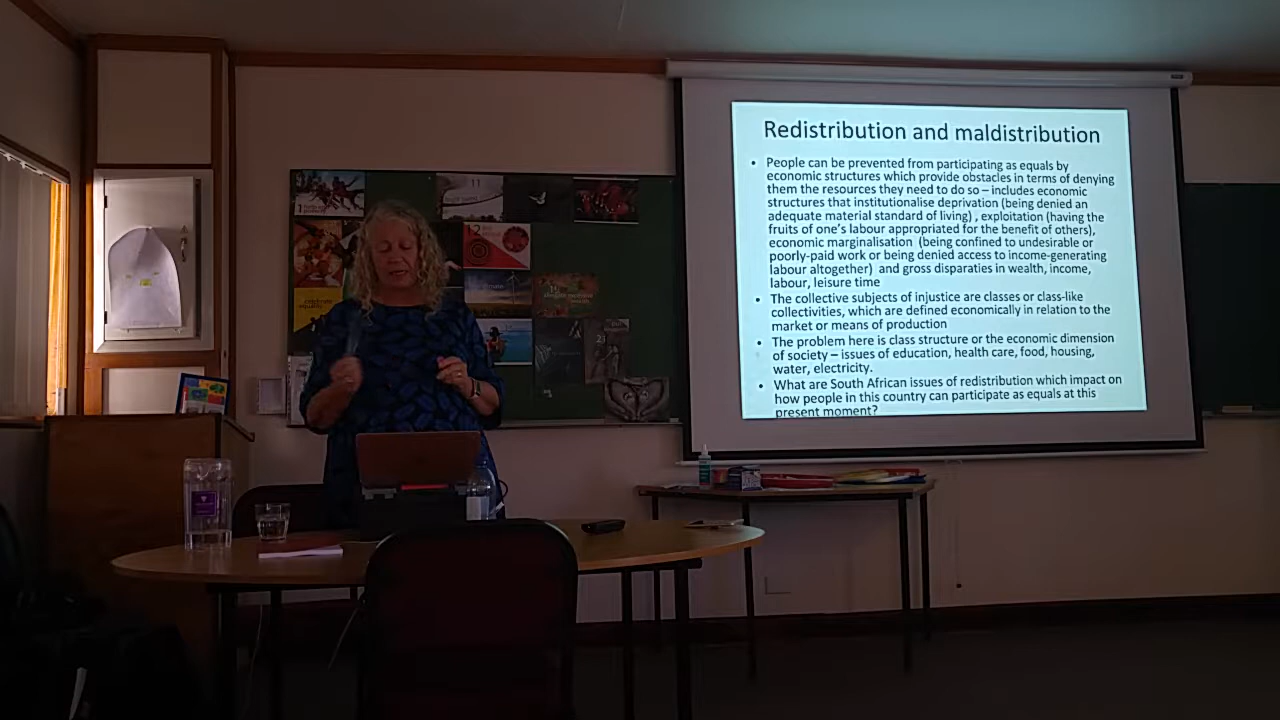 Redistribution and maldistribution
• People can be prevented from participating as equals by
economic structures which provide obstacles in terms of denying
them the resources they need to do so – includes economic
structures that institutionalise deprivation (being denied an
adequate material standard of living) , exploitation (having the
fruits of one's labour appropriated for the benefit of others),
economic marginalisation (being confined to undesirable or
poorly-paid work or being denied access to income-generating
labour altogether) and gross disparaties in wealth, income,
labour, leisure time
• The collective subjects of injustice are classes or class-like
collectivities, which are defined economically in relation to the
market or means of production
• The problem here is class structure or the economic dimension
of society – issues of education, health care, food, housing,
water, electricity.
• What are South African issues of redistribution which impact on
how people in this country can participate as equals at this
present moment?
11
1
12
celebrate